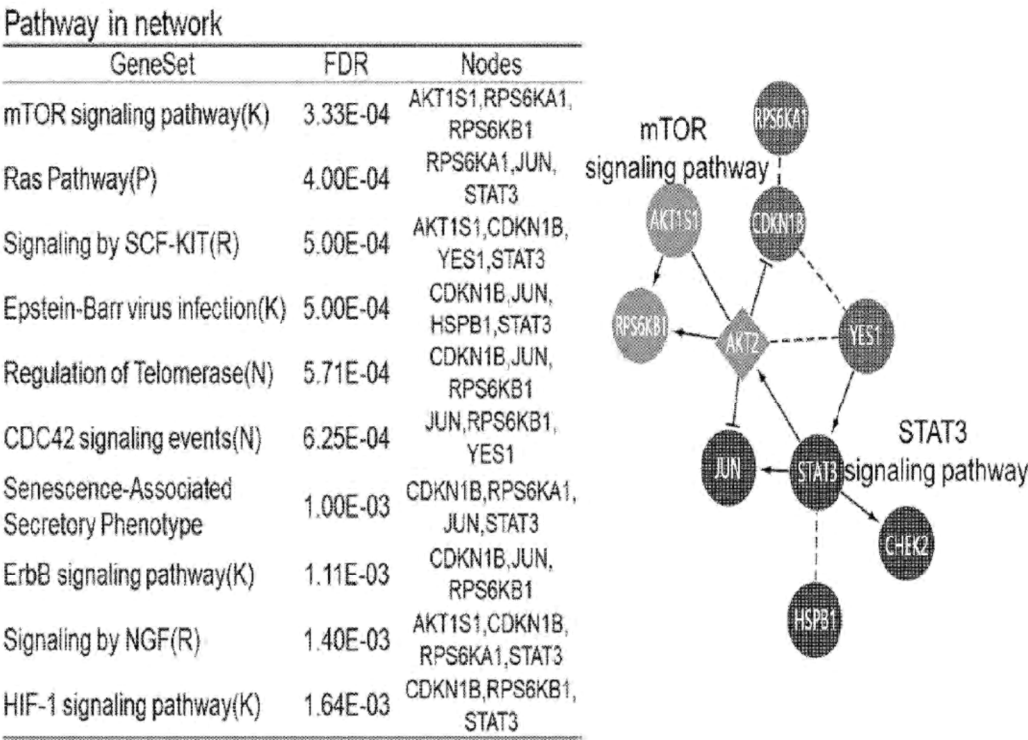 Pathway in network
GeneSet FDR Nodes
mTOR signaling pathway(K) 3.33E-04 AKT1S1,RPS6KA1,
RPS6KB1
Ras Pathway(P) 4.00E-04 RPS6KA1,JUN,
STAT3
Signaling by SCF-KIT(R) 5.00E-04 AKT1S1,CDKN1B,
YES1,STAT3
Epstein-Barr virus infection(K) 5.00E-04 CDKN1B,JUN,
HSPB1,STAT3
Regulation of Telomerase(N) 5.71E-04 CDKN1B,JUN,
RPS6KB1
CDC42 signaling events(N) 6.25E-04 JUN,RPS6KB1,
YES1
Senescence-Associated
Secretory Phenotype 1.00E-03 CDKN1B,RPS6KA1,
JUN,STAT3
ErbB signaling pathway(K) 1.11E-03 CDKN1B,JUN,
RPS6KB1
Signaling by NGF(R) 1.40E-03 AKT1S1,CDKN1B,
RPS6KA1,STAT3
HIF-1 signaling pathway(K) 1.64E-03 CDKN1B,RPS6KB1,
STAT3
RPS6KA1
mTOR
signaling pathway
AKT1S1
CDKN1B
RPS6KB1
AKT2
YES1
JUN
STAT3
STAT3
signaling pathway
CHEK2
HSPB1